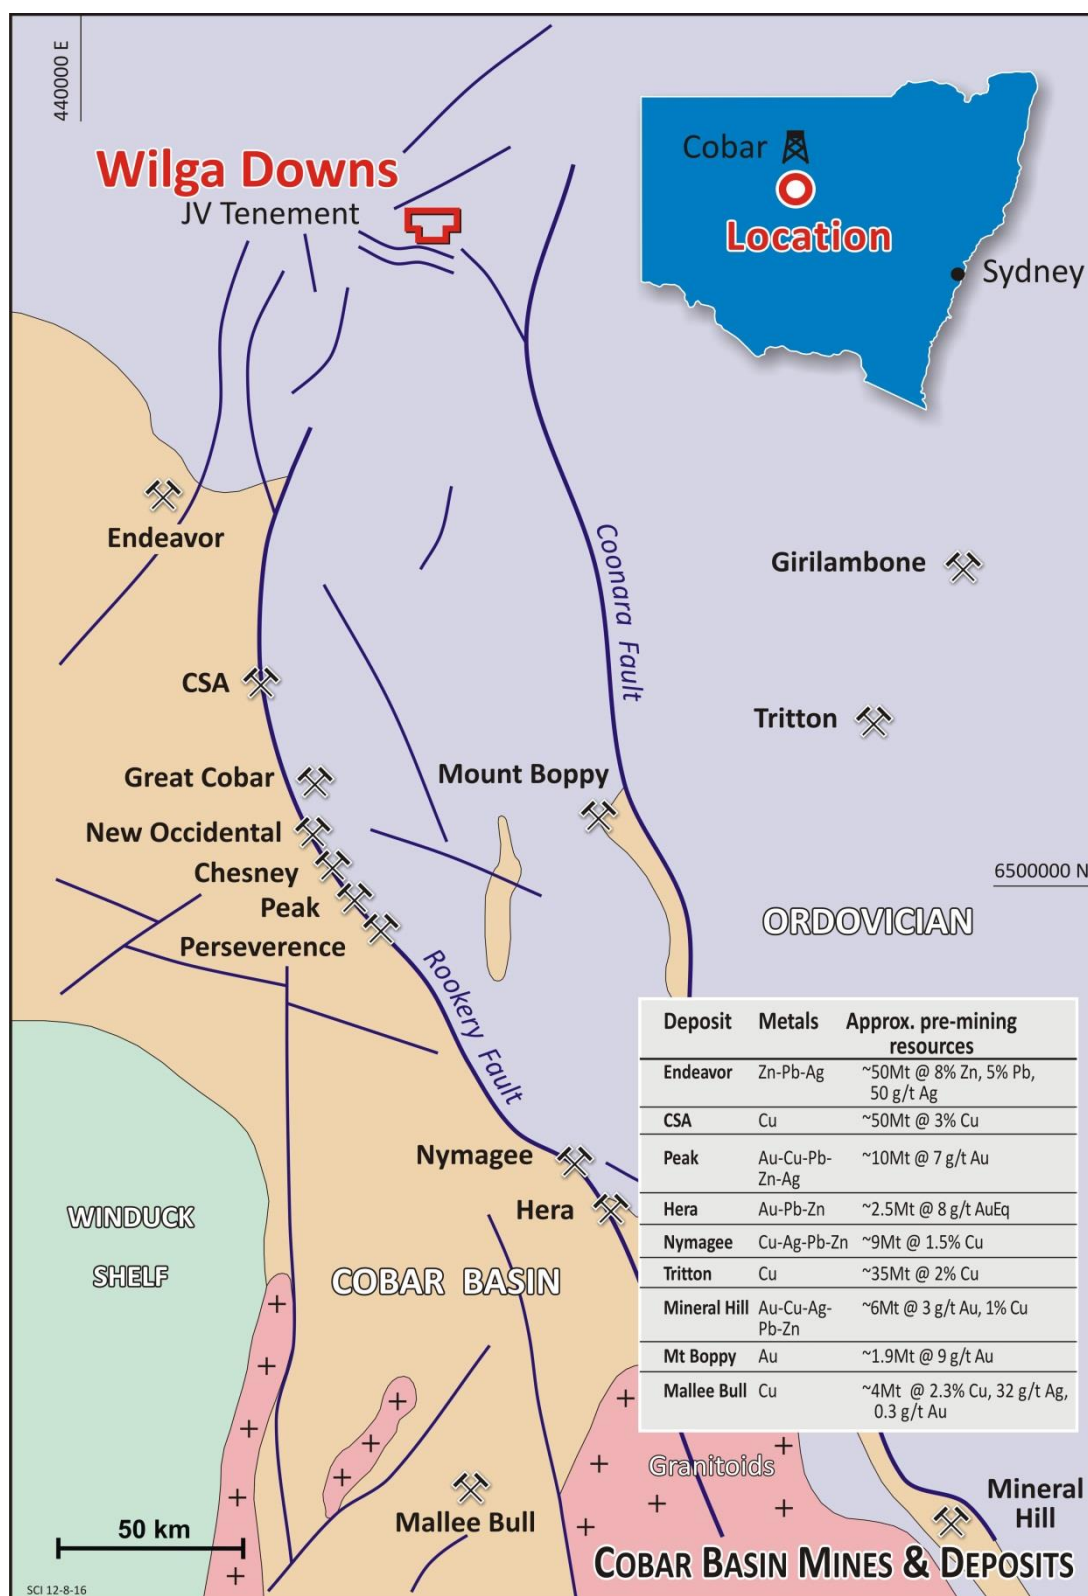 440000 E
Wilga Downs
JV Tenement
Cobar
Location
Sydney
Endeavor
Coonara Fault
Girilambone
CSA
Tritton
Great Cobar
Mount Boppy
New Occidental
Chesney
6500000 N
Peak
ORDOVICIAN
Perseverence
Rookery Fault
Deposit Metals Approx. pre-mining
resources
Endeavor Zn-Pb-Ag ~50Mt @ 8% Zn, 5% Pb,
50 g/t Ag
CSA Cu ~50Mt @ 3% Cu
Peak Au-Cu-Pb- ~10Mt @ 7 g/t Au
Zn-Ag
Hera Au-Pb-Zn ~2.5Mt @ 8 g/t AuEq
Nymagee Cu-Ag-Pb-Zn ~9Mt @ 1.5% Cu
Tritton Cu ~35Mt @ 2% Cu
Mineral Hill Au-Cu-Ag- ~6Mt @ 3 g/t Au, 1% Cu
Pb-Zn
Mt Boppy Au ~1.9Mt @ 9 g/t Au
Mallee Bull Cu ~4Mt @ 2.3% Cu, 32 g/t Ag,
0.3 g/t Au
Nymagee
Hera
WINDUCK
SHELF
COBAR BASIN
Granitoids
Mallee Bull
Mineral
Hill
50 km
COBAR BASIN MINES & DEPOSITS
SCI 12-8-16